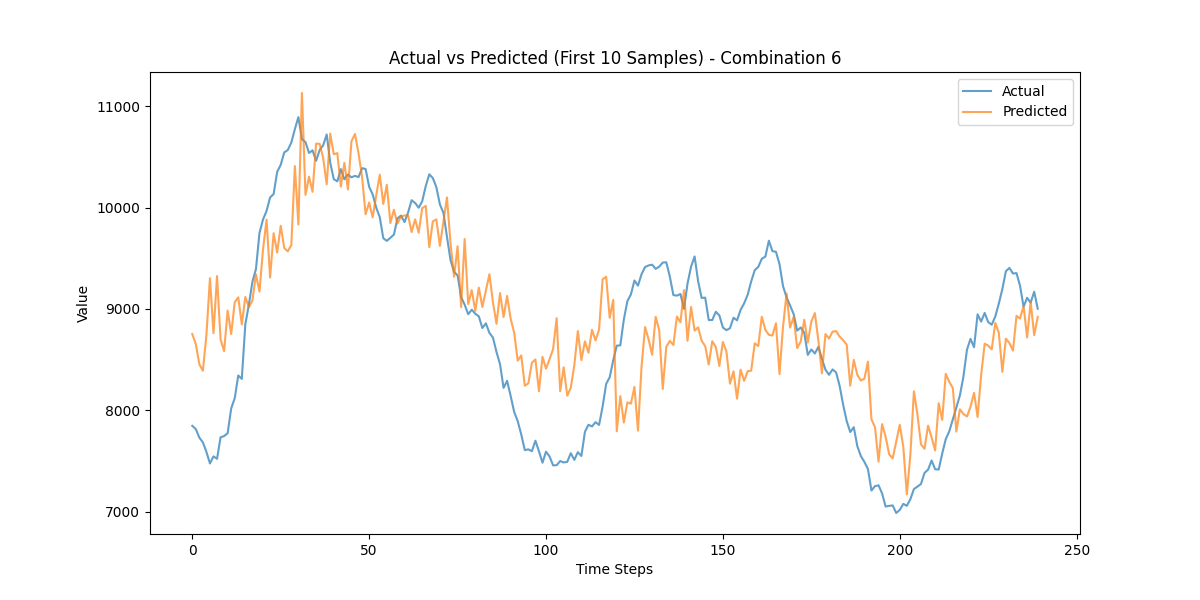 Actual vs Predicted (First 10 Samples) - Combination 6
Actual
Predicted
Value
11000
10000
9000
8000
7000
0
50
100
150
200
250
Time Steps